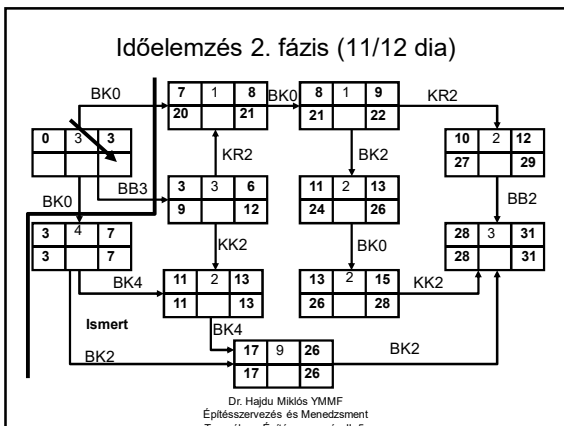 Időelemzés 2. fázis (11/12 dia)
BK0
7 1 8
20 21
BK0
8 1 9
21 22
KR2
0 3 3
10 2 12
27 29
KR2
BK2
BK0
BB3
3 3 6
9 12
11 2 13
24 26
BB2
3 4 7
3 7
KK2
BK0
28 3 31
28 31
BK4
11 2 13
11 13
13 2 15
26 28
KK2
Ismert
BK4
BK2
17 9 26
17 26
BK2
Dr. Hajdu Miklós YMMF
Építésszervezés és Menedzsment